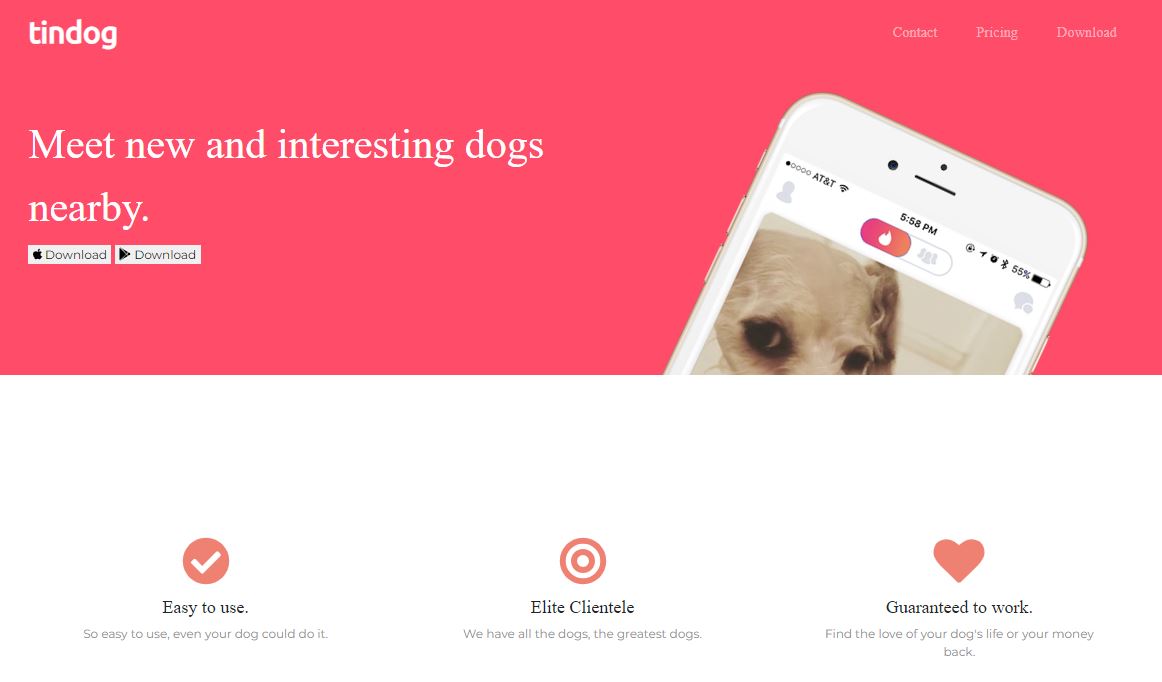 tindog
Contact Pricing Download
Meet new and interesting dogs
nearby.
Download Download
AT&T
5:58 PM
55%
Easy to use.
So easy to use, even your dog could do it.
Elite Clientele
We have all the dogs, the greatest dogs.
Guaranteed to work.
Find the love of your dog's life or your money
back.